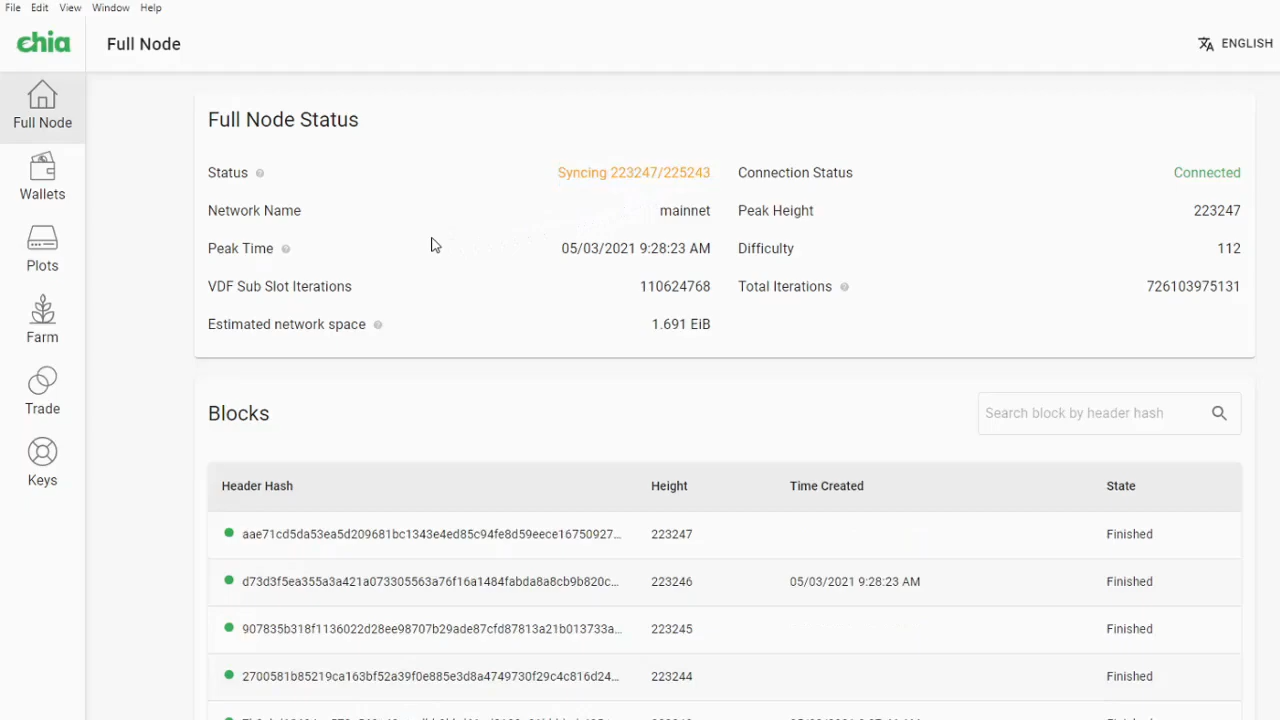 File Edit View Window Help
chia
Full Node
ENGLISH
Full Node
Wallets
Plots
Farm
Trade
Keys
Full Node Status
Status Syncing 223247/225243 Connection Status Connected
Network Name mainnet Peak Height 223247
Peak Time 05/03/2021 9:28:23 AM Difficulty 112
VDF Sub Slot Iterations 110624768 Total Iterations 726103975131
Estimated network space 1.691 EiB
Blocks
Search block by header hash
Header Hash Height Time Created State
aae71cd5da53ea5d209681bc1343e4ed85c94fe8d59eece16750927... 223247 Finished
d73d3f5ea355a3a421a073305563a76f16a1484fabda8a8cb9b820c... 223246 05/03/2021 9:28:23 AM Finished
907835b318f1136022d28ee98707b29ade87cfd87813a21b013733a... 223245 Finished
2700581b85219ca163bf52a39f0e885e3d8a4749730f29c4c816d24... 223244 Finished